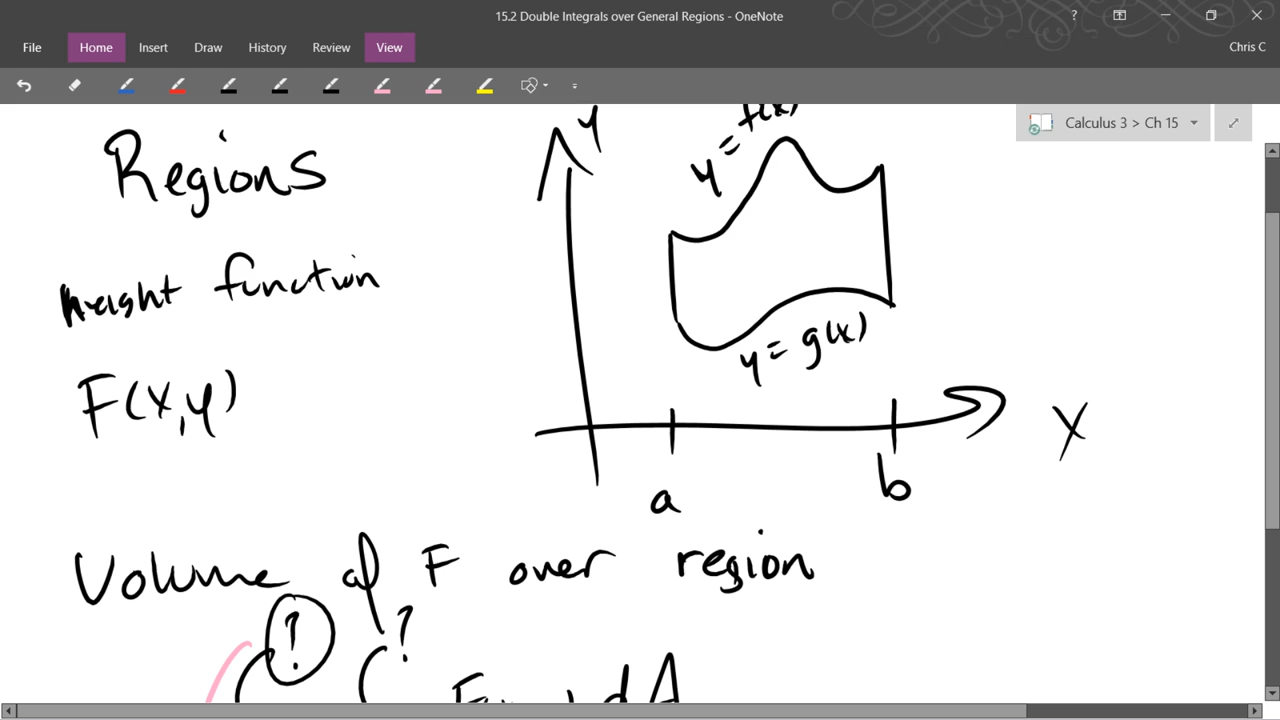 15.2 Double Integrals over General Regions - OneNote
?
File Home Insert Draw History Review View
Chris C
Calculus 3 > Ch 15
Regions
y
y = f(x)
height function
y = g(x)
F(x,y)
x
a b
Volume of F over region
? ?
dA